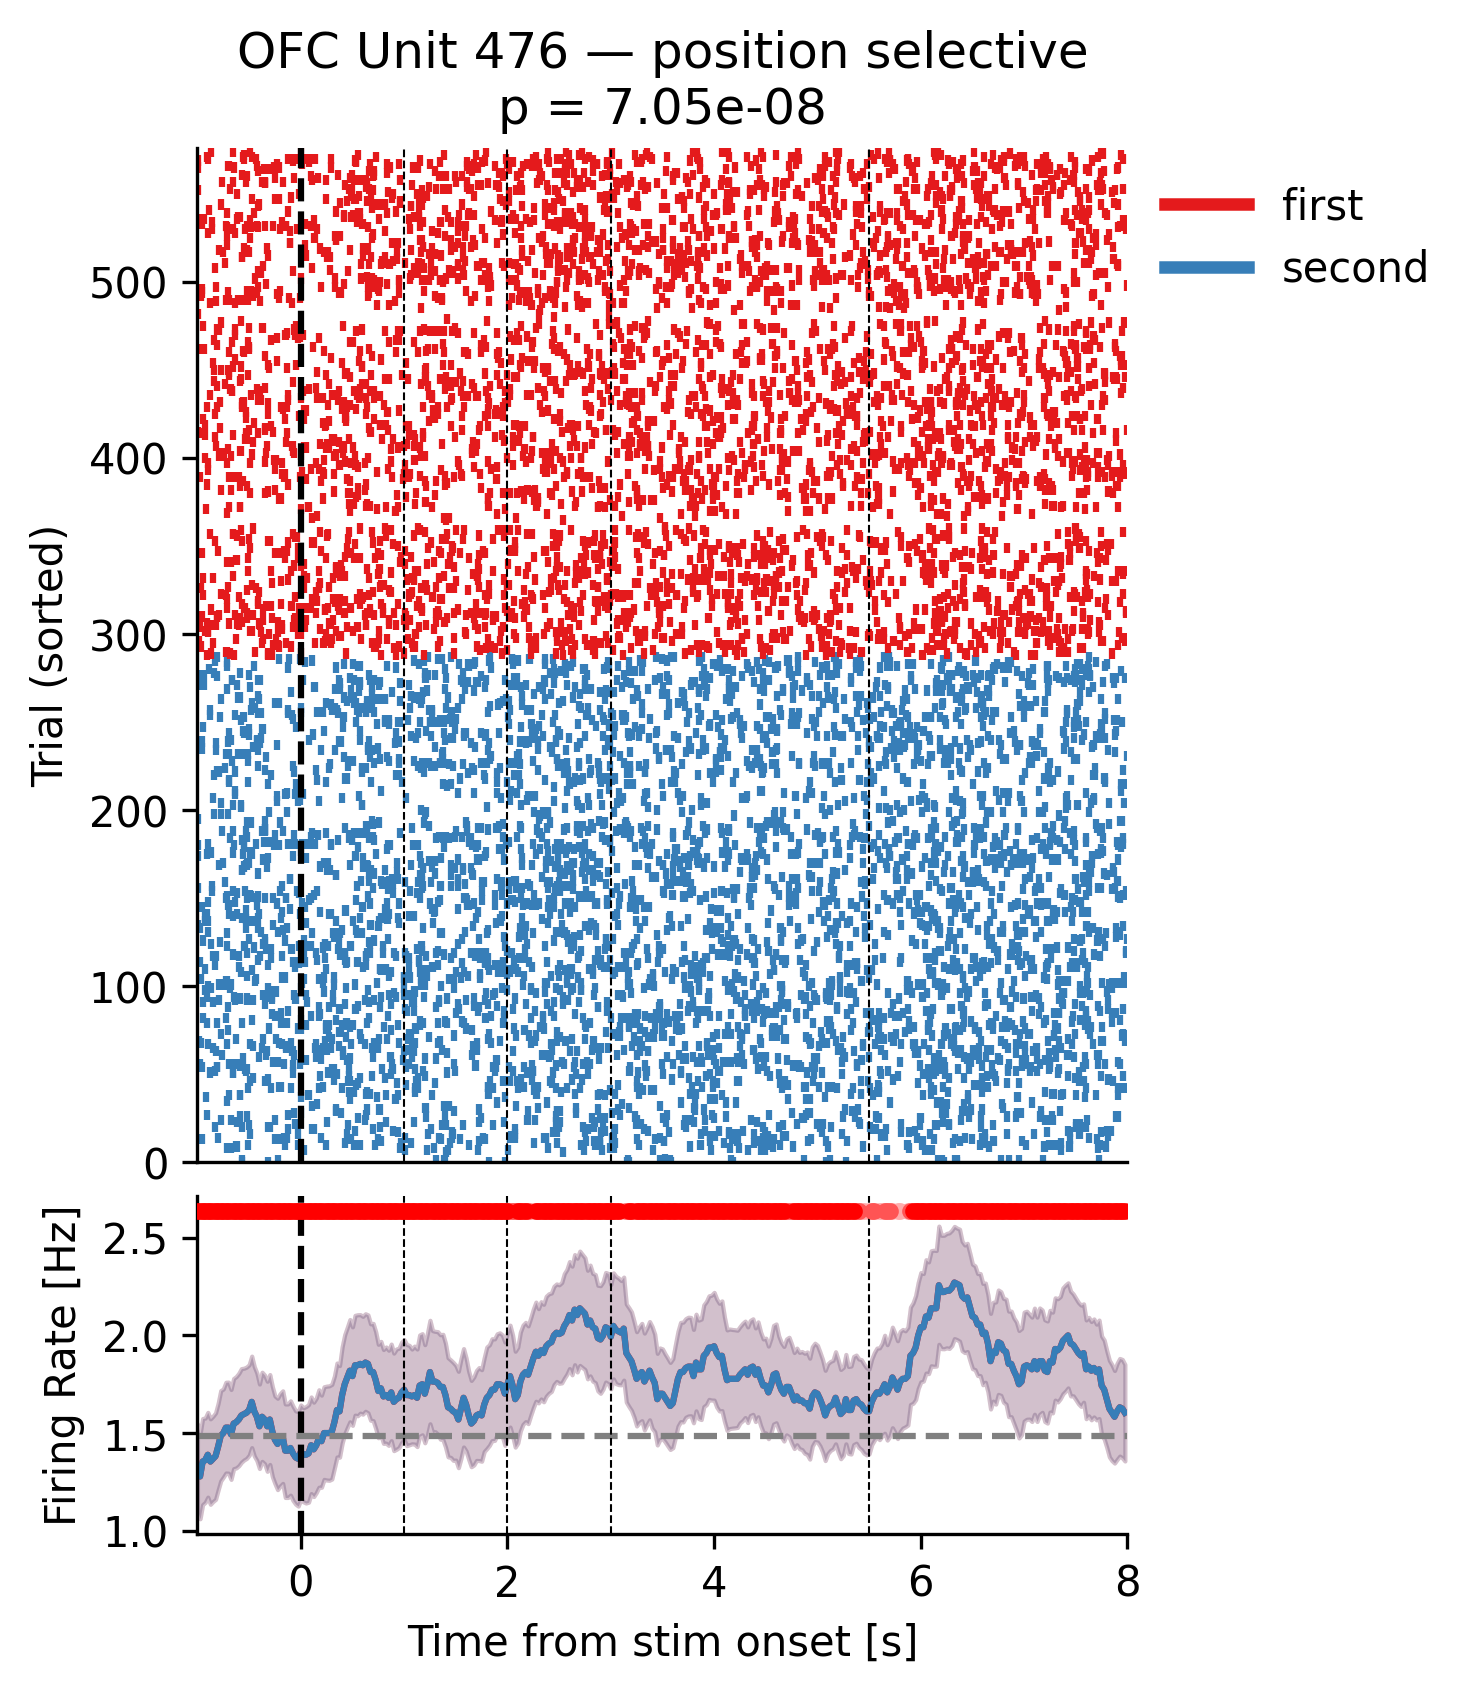 OFC Unit 476 — position selective
p = 7.05e-08
first
second
Trial (sorted)
500
400
300
200
100
0
Firing Rate [Hz]
2.5
2.0
1.5
1.0
0 2 4 6 8
Time from stim onset [s]